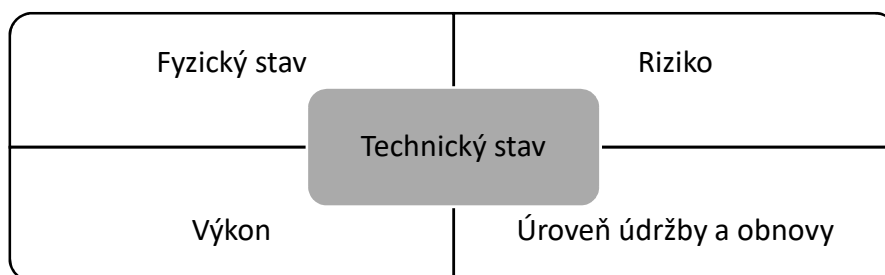 Fyzický stav
Riziko
Technický stav
Výkon
Úroveň údržby a obnovy